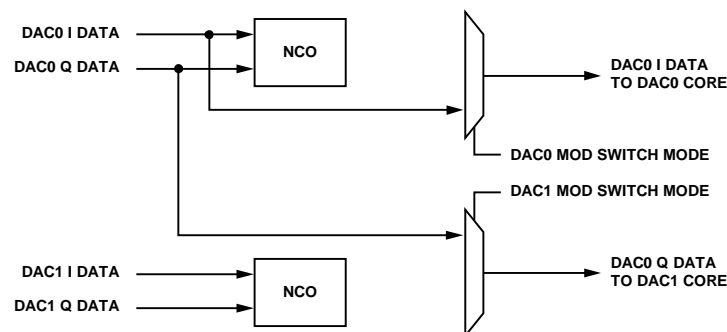 DAC0 I DATA
NCO
DAC0 Q DATA
DAC0 I DATA
TO DAC0 CORE
DAC0 MOD SWITCH MODE
DAC1 MOD SWITCH MODE
DAC1 I DATA
NCO
DAC1 Q DATA
DAC0 Q DATA
TO DAC1 CORE